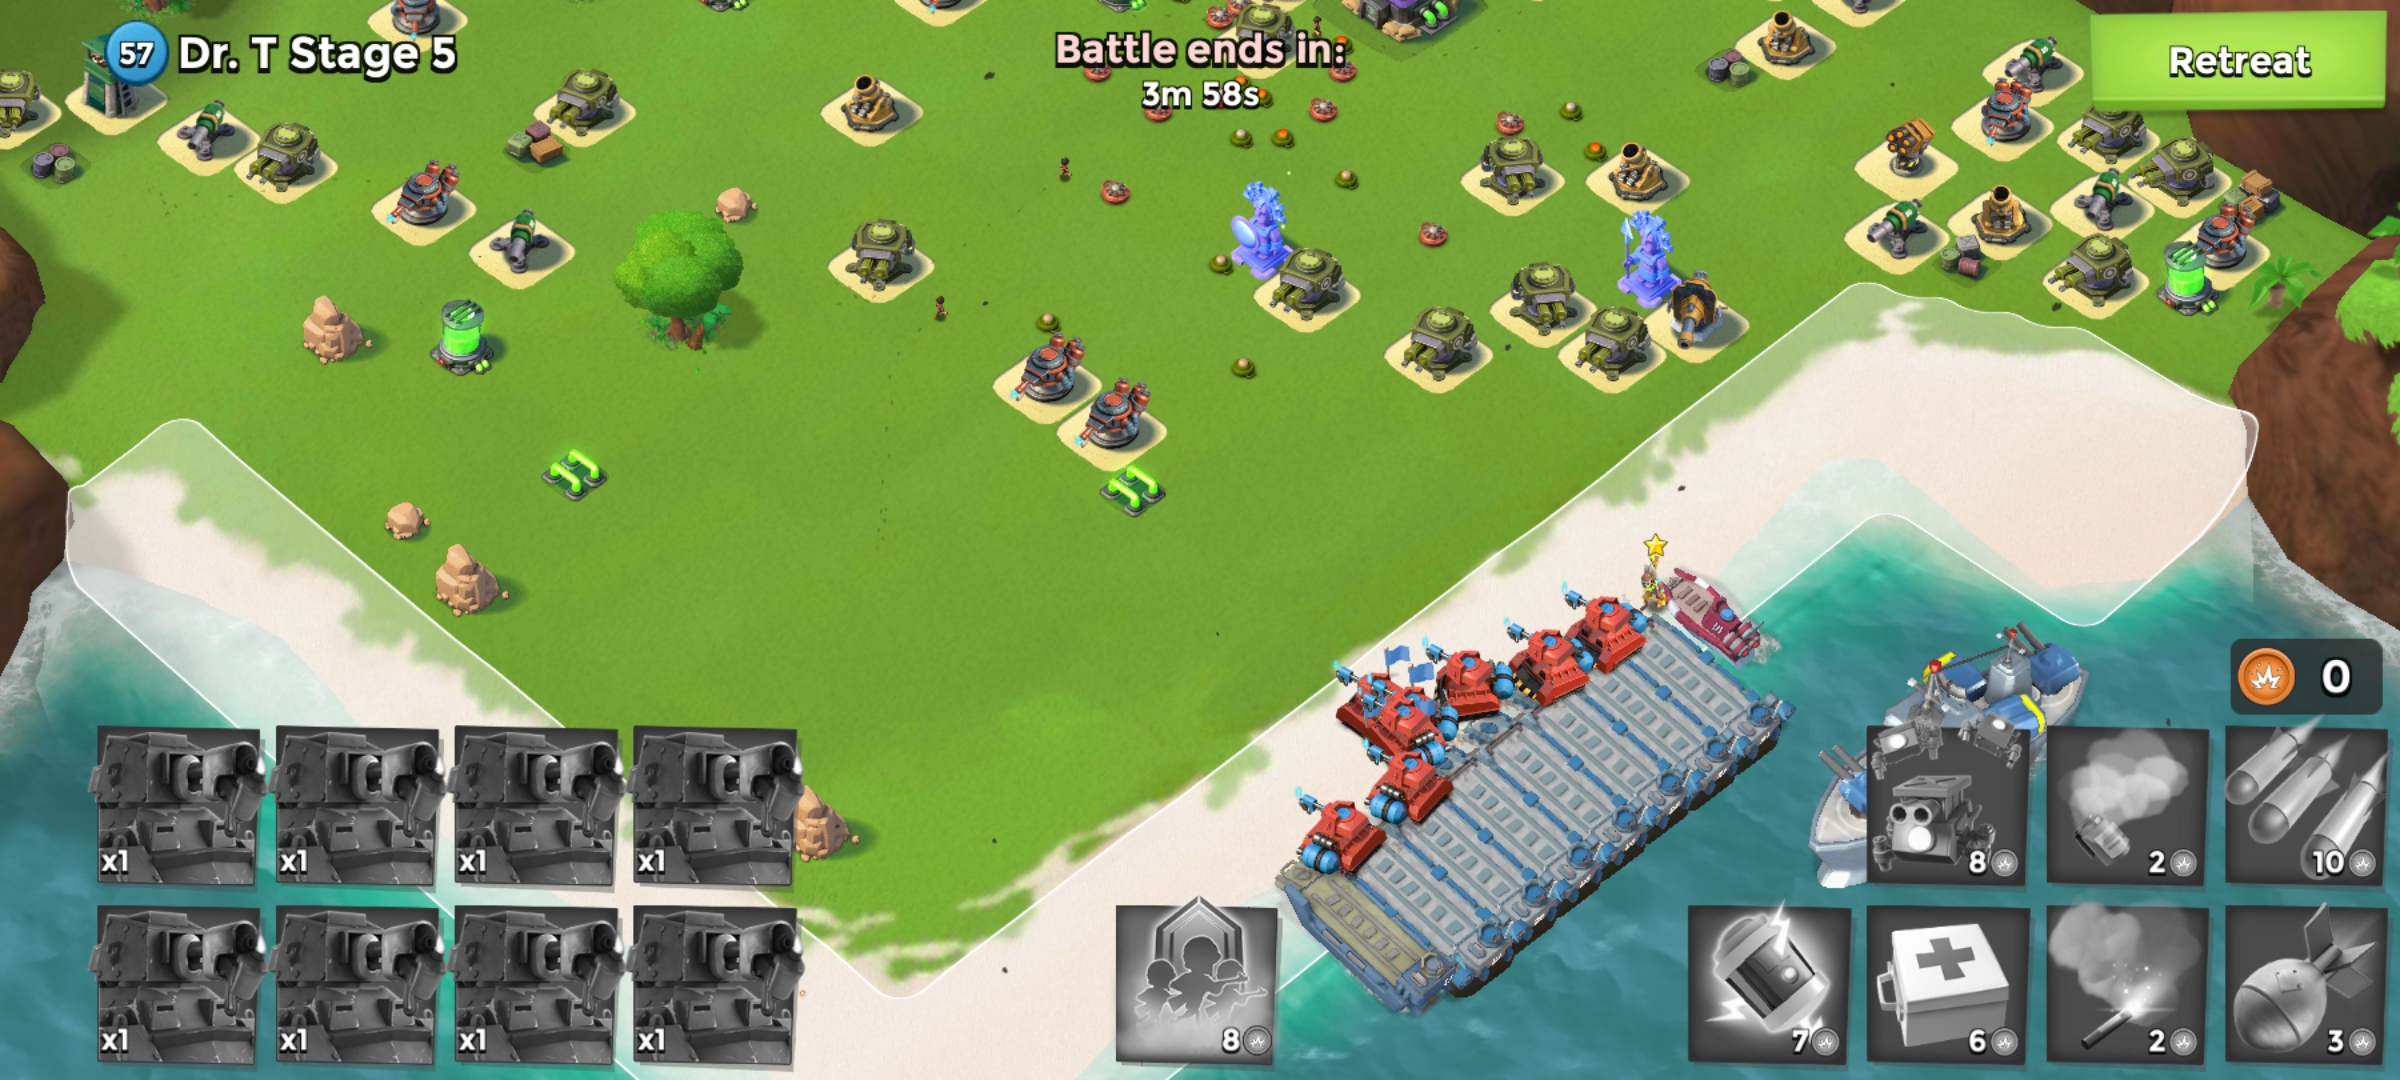 57 Dr. T Stage 5
Battle ends in:
3m 58s
Retreat
0
x1 x1 x1 x1
8 2 10
x1 x1 x1 x1
8 7 6 2 3